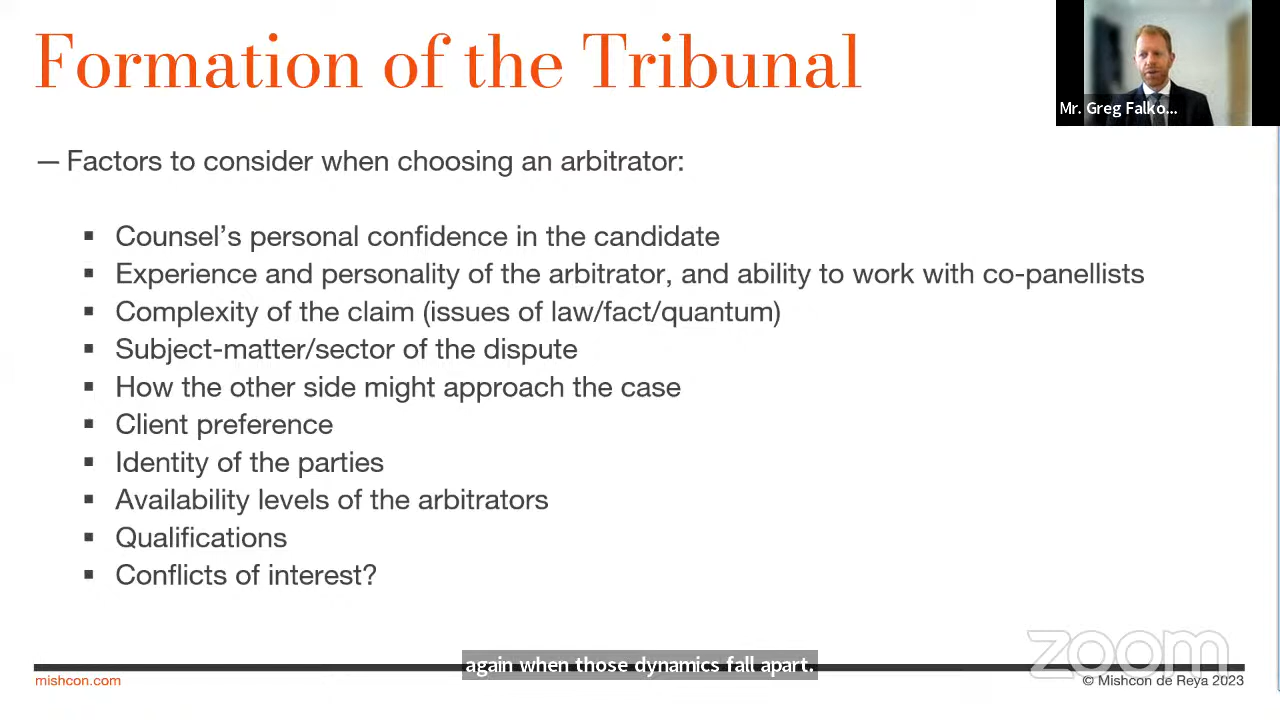 Formation of the Tribunal
Mr. Greg Falko...
— Factors to consider when choosing an arbitrator:
▪ Counsel's personal confidence in the candidate
▪ Experience and personality of the arbitrator, and ability to work with co-panellists
▪ Complexity of the claim (issues of law/fact/quantum)
▪ Subject-matter/sector of the dispute
▪ How the other side might approach the case
▪ Client preference
▪ Identity of the parties
▪ Availability levels of the arbitrators
▪ Qualifications
▪ Conflicts of interest?
zoom
again when those dynamics fall apart.
mishcon.com
© Mishcon de Reya 2023